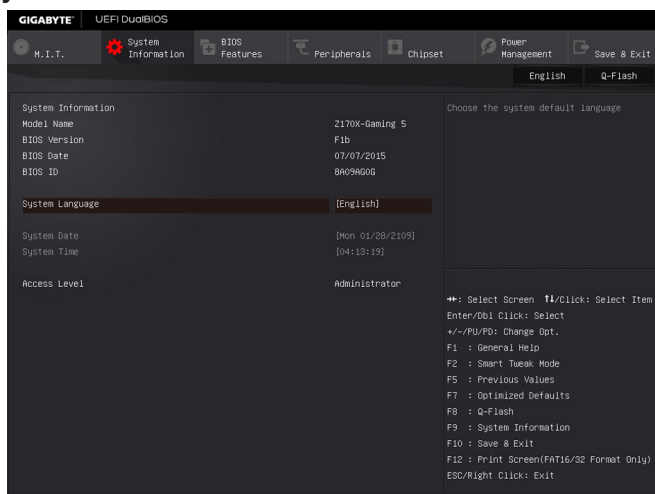 GIGABYTE™ UEFI DualBIOS
M.I.T.
System Information
BIOS Features
Peripherals
Chipset
Power Management
Save & Exit
English Q-Flash
System Information
Model Name Z170X-Gaming 5
BIOS Version F1b
BIOS Date 07/07/2015
BIOS ID 8A09AG0G
System Language [English]
System Date [Mon 01/28/2109]
System Time [04:13:19]
Access Level Administrator
Choose the system default language
→←: Select Screen ↑↓/Click: Select Item
Enter/Dbl Click: Select
+/-/PU/PD: Change Opt.
F1 : General Help
F2 : Smart Tweak Mode
F5 : Previous Values
F7 : Optimized Defaults
F8 : Q-Flash
F9 : System Information
F10 : Save & Exit
F12 : Print Screen(FAT16/32 Format Only)
ESC/Right Click: Exit